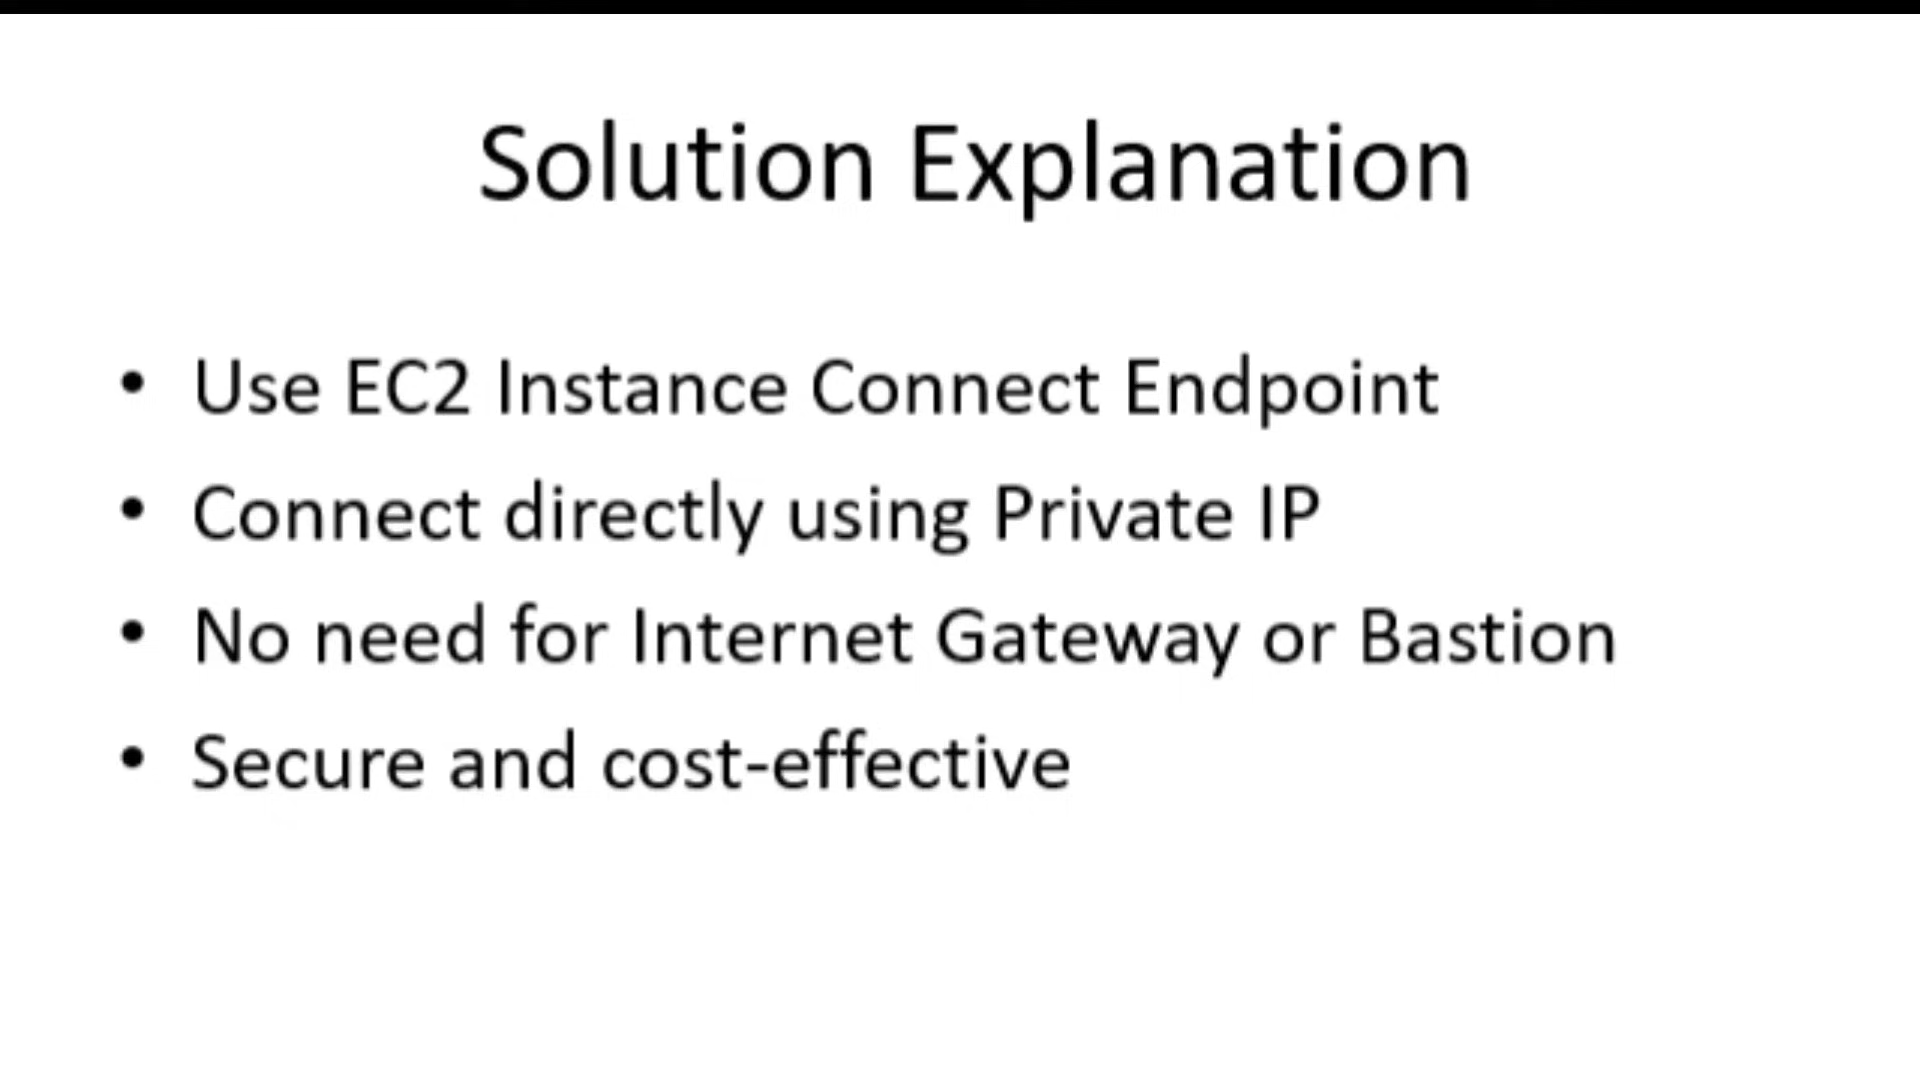 Solution Explanation
• Use EC2 Instance Connect Endpoint
• Connect directly using Private IP
• No need for Internet Gateway or Bastion
• Secure and cost-effective